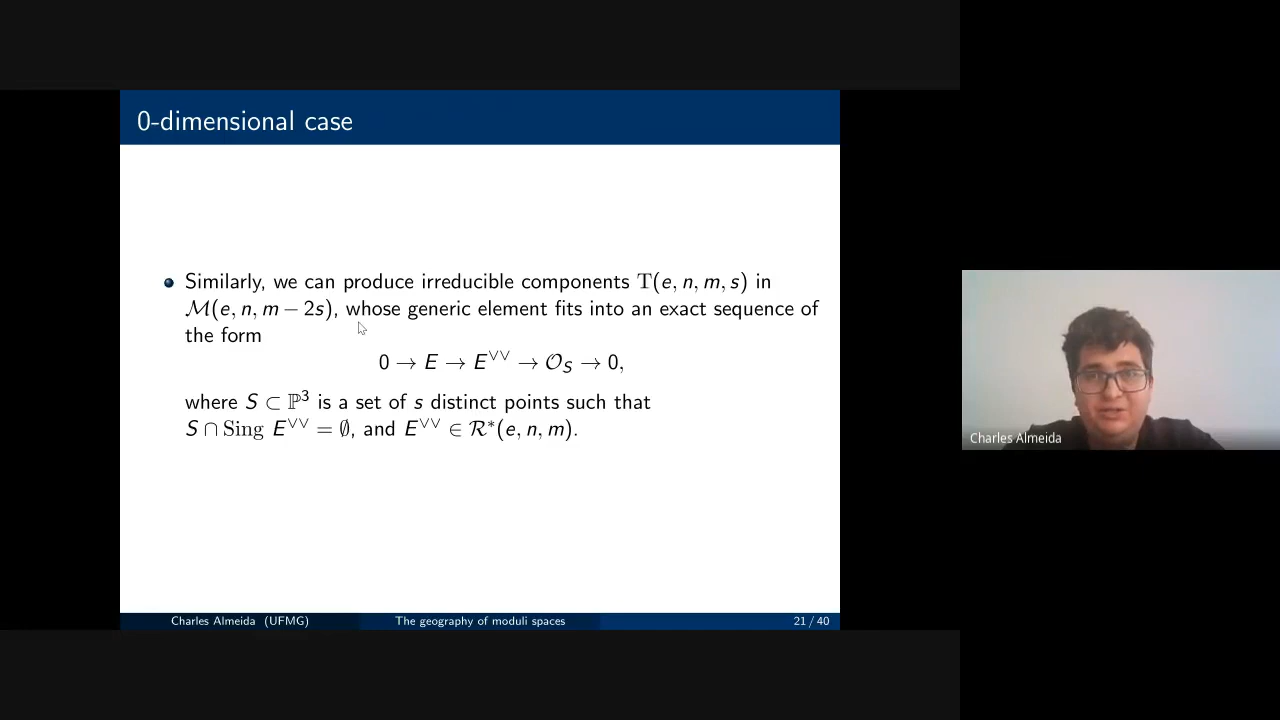 0-dimensional case
Similarly, we can produce irreducible components T(e, n, m, s) in
ℳ(e, n, m − 2s), whose generic element fits into an exact sequence of
the form
0 → E → E^∨∨ → 𝒪_S → 0,
where S ⊂ ℙ³ is a set of s distinct points such that
S ∩ Sing E^∨∨ = ∅, and E^∨∨ ∈ ℛ*(e, n, m).
Charles Almeida (UFMG) The geography of moduli spaces 21 / 40
Charles Almeida